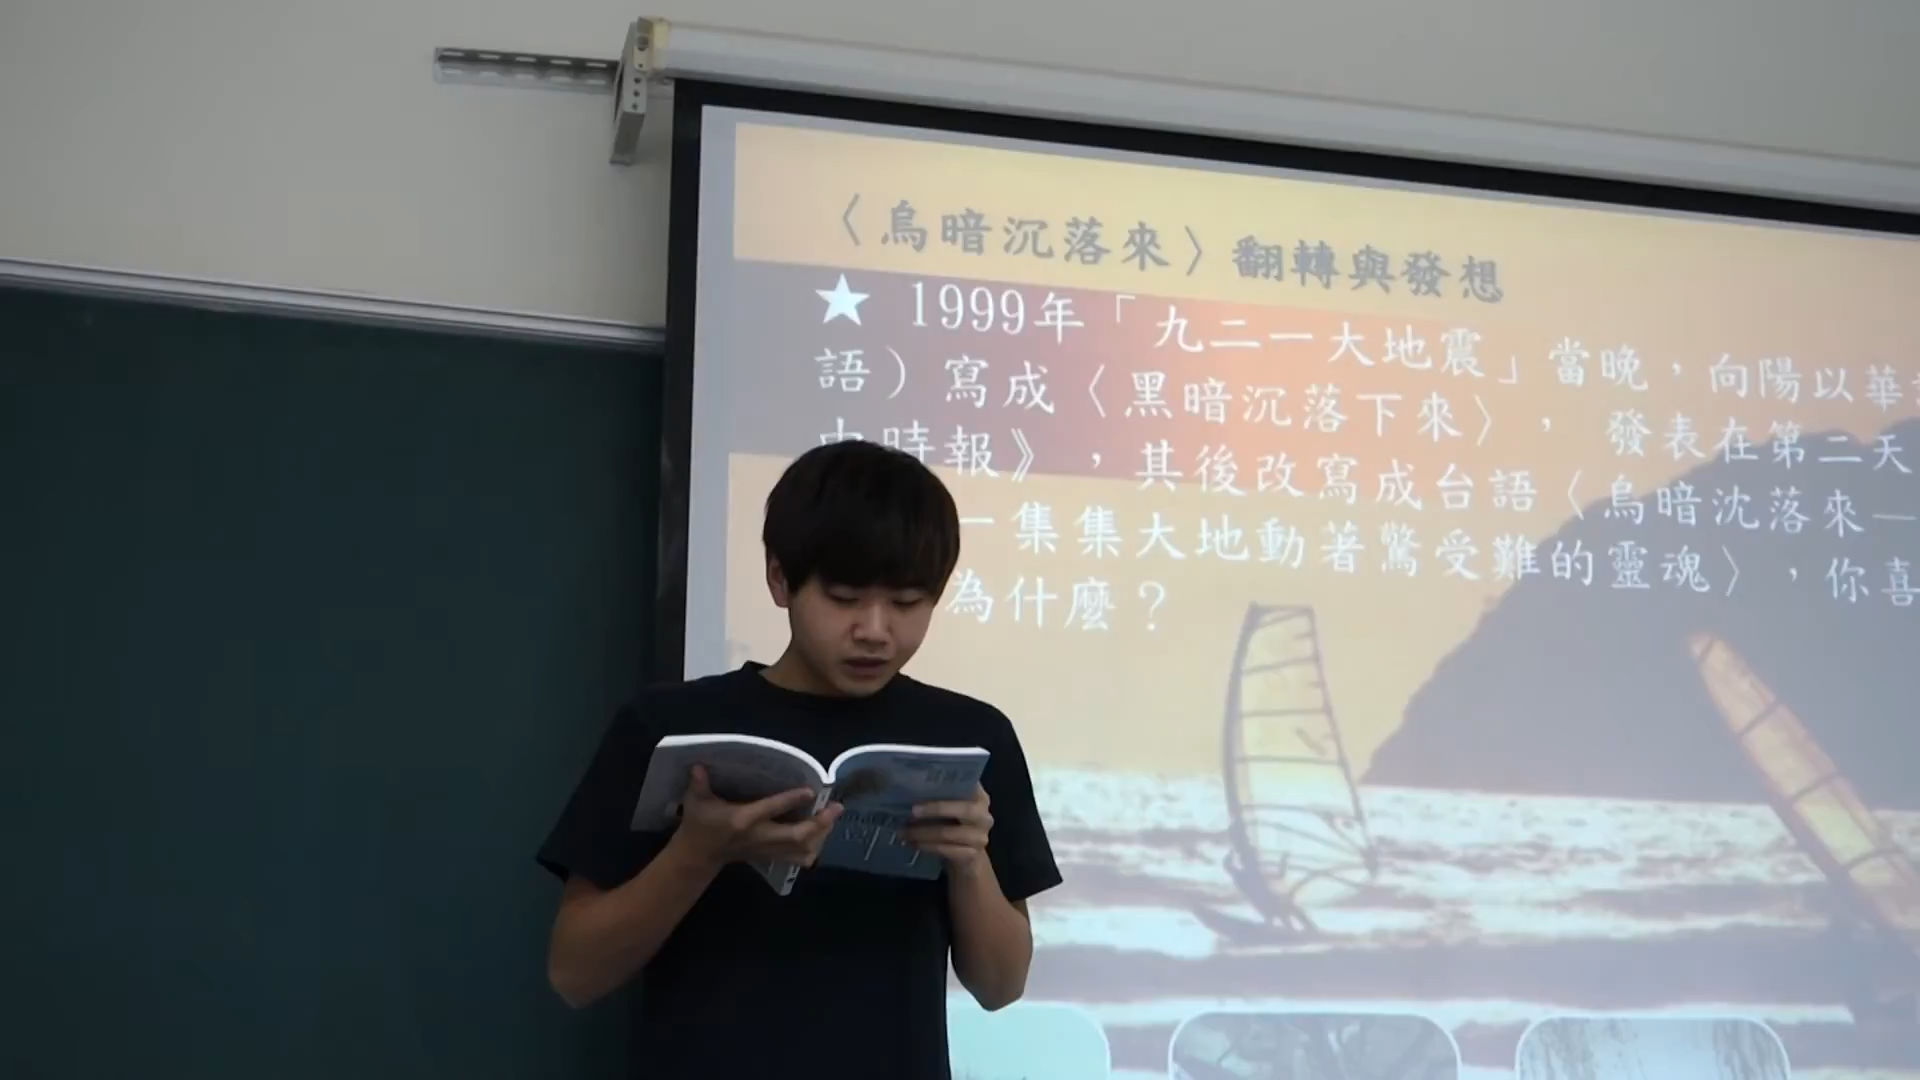 〈烏暗沉落來〉翻轉與發想
★ 1999年「九二一大地震」當晚，向陽以華
語）寫成〈黑暗沉落下來〉， 發表在第二天
中時報》，其後改寫成台語〈烏暗沈落來—
一集集大地動著驚受難的靈魂〉，你喜
為什麼？